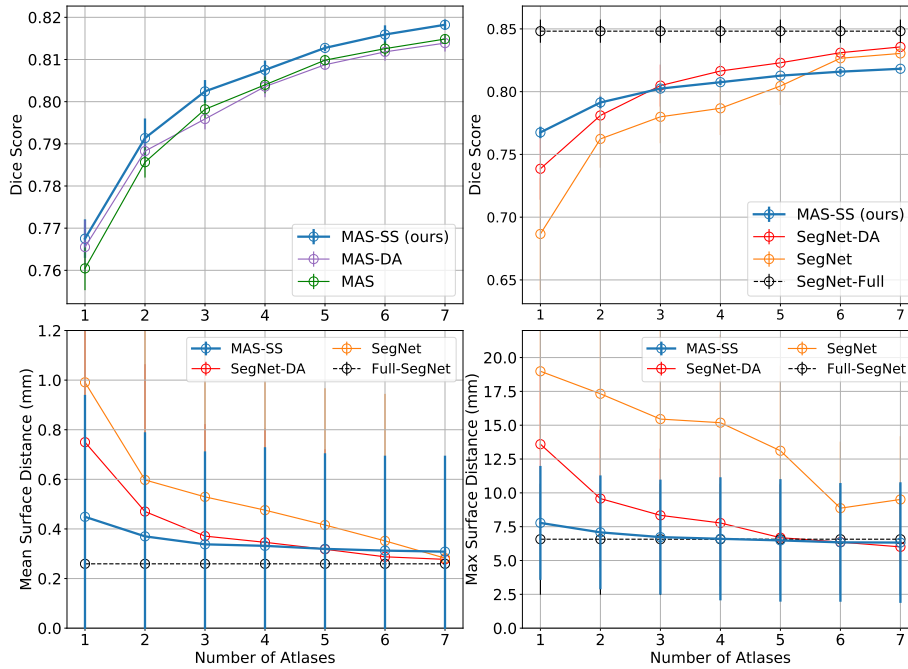 0.82
0.81
0.80
0.79
0.78
0.77
0.76
Dice Score
MAS-SS (ours)
MAS-DA
MAS
1 2 3 4 5 6 7
0.85
0.80
0.75
0.70
0.65
Dice Score
MAS-SS (ours)
SegNet-DA
SegNet
SegNet-Full
1 2 3 4 5 6 7
1.2
1.0
0.8
0.6
0.4
0.2
0.0
Mean Surface Distance (mm)
MAS-SS SegNet
SegNet-DA Full-SegNet
1 2 3 4 5 6 7
Number of Atlases
20.0
17.5
15.0
12.5
10.0
7.5
5.0
2.5
0.0
Max Surface Distance (mm)
MAS-SS SegNet
SegNet-DA Full-SegNet
1 2 3 4 5 6 7
Number of Atlases